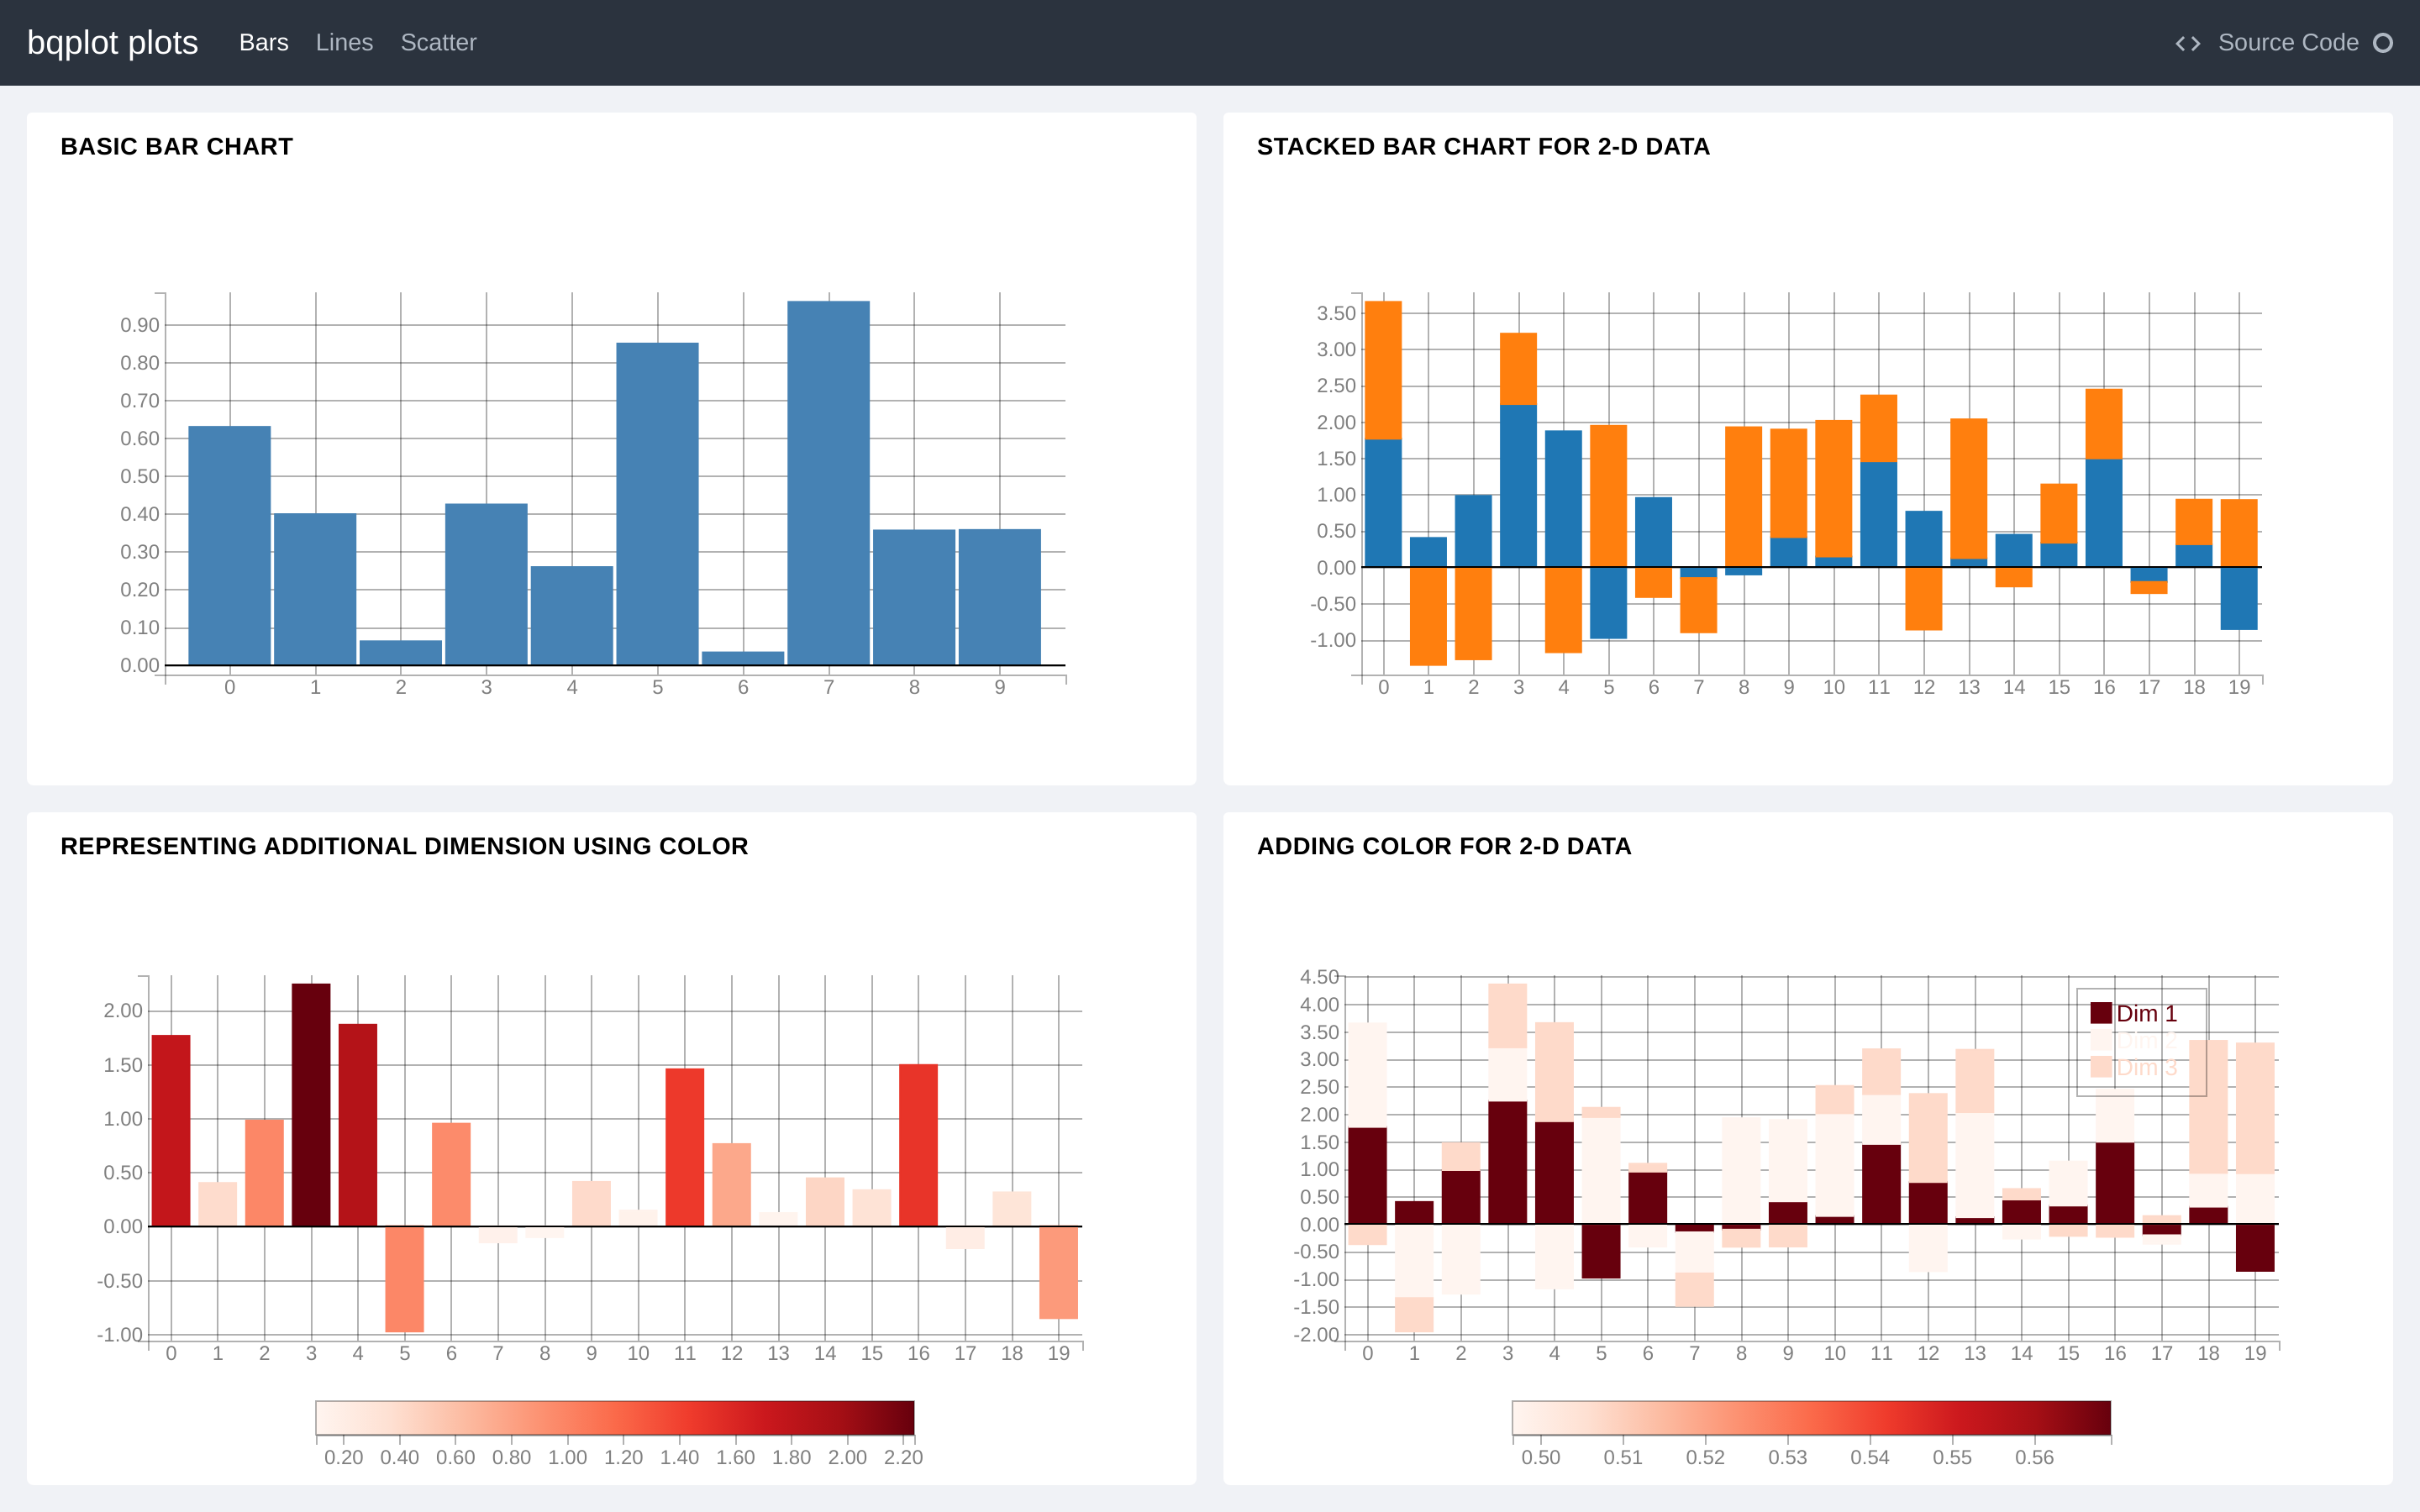 bqplot plots Bars Lines Scatter Source Code
BASIC BAR CHART
0.90
0.80
0.70
0.60
0.50
0.40
0.30
0.20
0.10
0.00
0 1 2 3 4 5 6 7 8 9
STACKED BAR CHART FOR 2-D DATA
3.50
3.00
2.50
2.00
1.50
1.00
0.50
0.00
-0.50
-1.00
0 1 2 3 4 5 6 7 8 9 10 11 12 13 14 15 16 17 18 19
REPRESENTING ADDITIONAL DIMENSION USING COLOR
2.00
1.50
1.00
0.50
0.00
-0.50
-1.00
0 1 2 3 4 5 6 7 8 9 10 11 12 13 14 15 16 17 18 19
0.20 0.40 0.60 0.80 1.00 1.20 1.40 1.60 1.80 2.00 2.20
ADDING COLOR FOR 2-D DATA
4.50
4.00
3.50
3.00
2.50
2.00
1.50
1.00
0.50
0.00
-0.50
-1.00
-1.50
-2.00
Dim 1
Dim 2
Dim 3
0 1 2 3 4 5 6 7 8 9 10 11 12 13 14 15 16 17 18 19
0.50 0.51 0.52 0.53 0.54 0.55 0.56